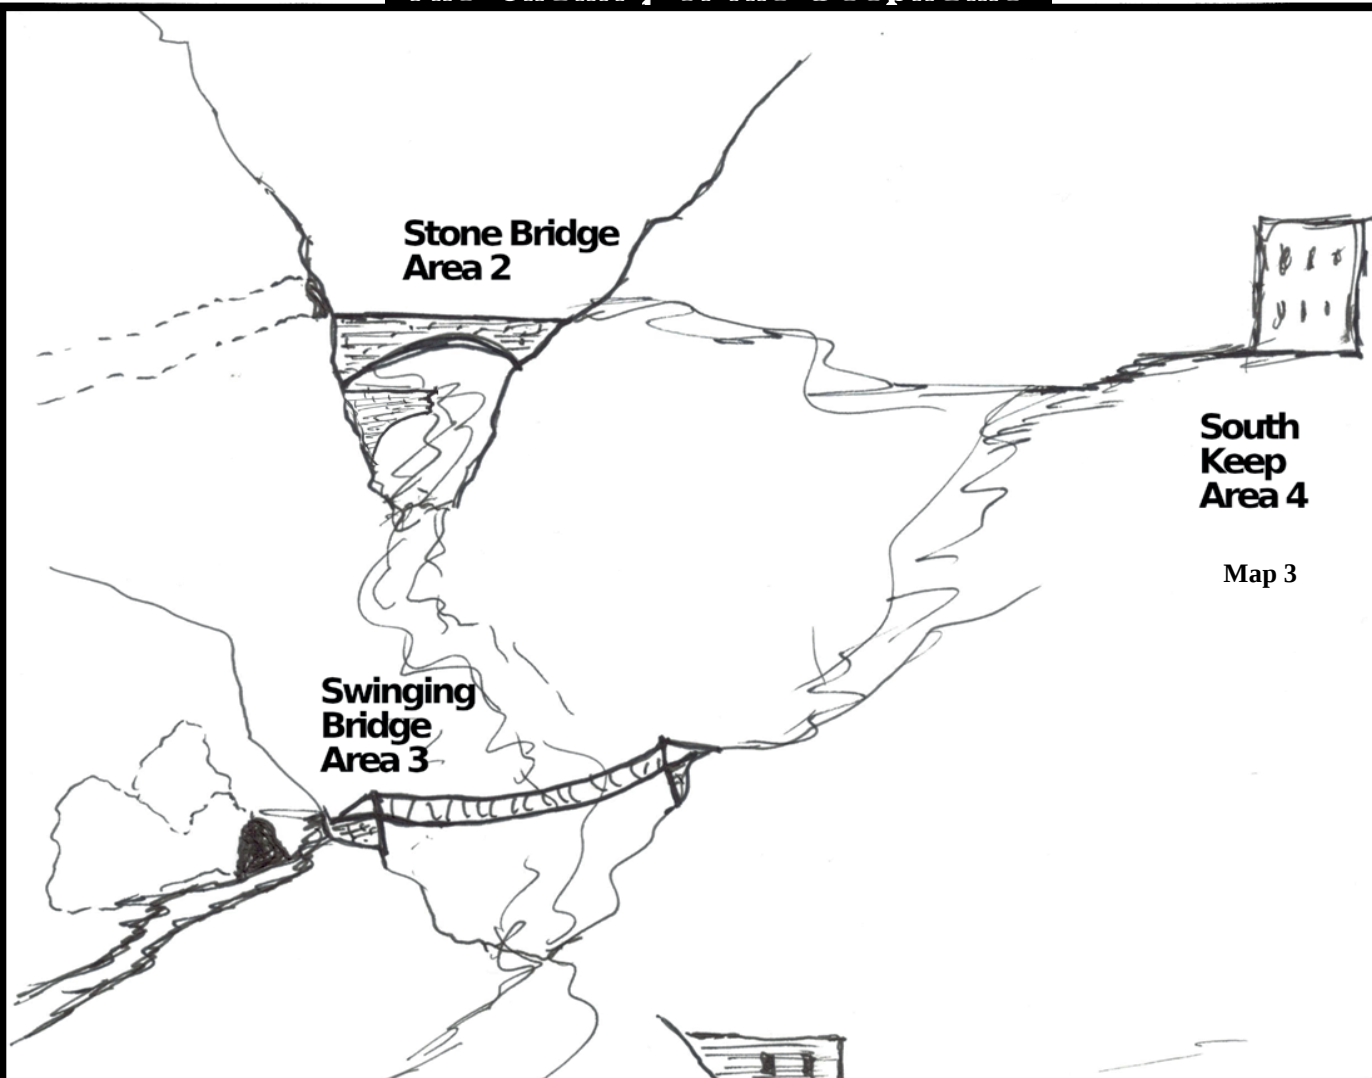 Stone Bridge
Area 2
South
Keep
Area 4
Map 3
Swinging
Bridge
Area 3